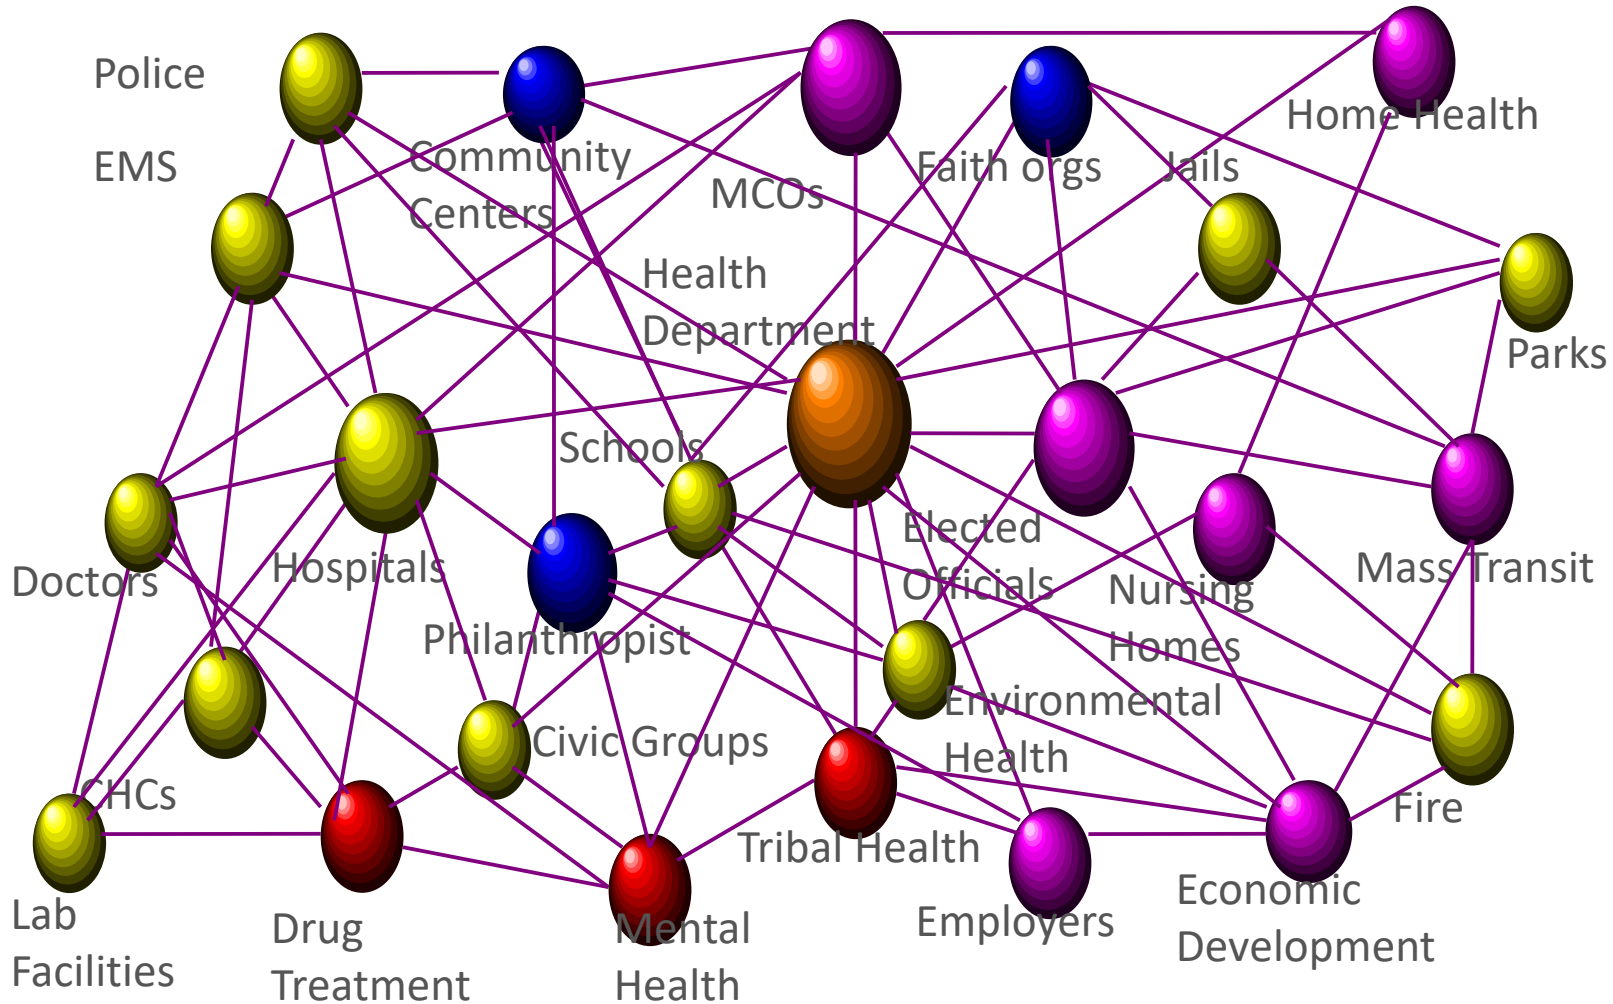 Police
EMS
Community
Centers
MCOs
Faith orgs
Jails
Home Health
Health
Department
Parks
Schools
Hospitals
Doctors
Philanthropist
Elected
Officials
Nursing
Homes
Mass Transit
Environmental
Health
Civic Groups
CHCs
Tribal Health
Fire
Lab
Facilities
Drug
Treatment
Mental
Health
Employers
Economic
Development